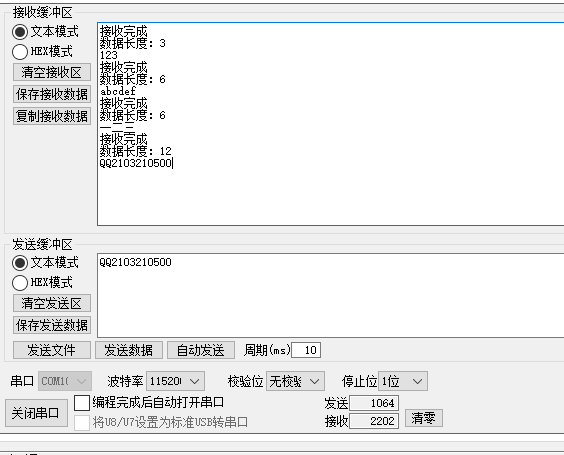 接收缓冲区
文本模式
HEX模式
清空接收区
保存接收数据
复制接收数据
接收完成
数据长度: 3
123
接收完成
数据长度: 6
abcdef
接收完成
数据长度: 6
一二三
接收完成
数据长度: 12
QQ2103210500
发送缓冲区
文本模式
HEX模式
清空发送区
保存发送数据
QQ2103210500
发送文件 发送数据 自动发送 周期(ms) 10
串口 波特率 校验位 停止位 1位
关闭串口
编程完成后自动打开串口
将U8/U7设置为标准USB转串口
发送 1064
接收 2202
清零